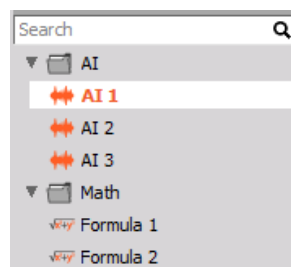 Search
AI
AI 1
AI 2
AI 3
Math
√x+y Formula 1
√x+y Formula 2